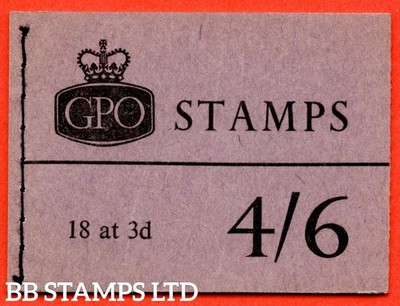 GPO STAMPS
18 at 3d 4/6
BB STAMPS LTD